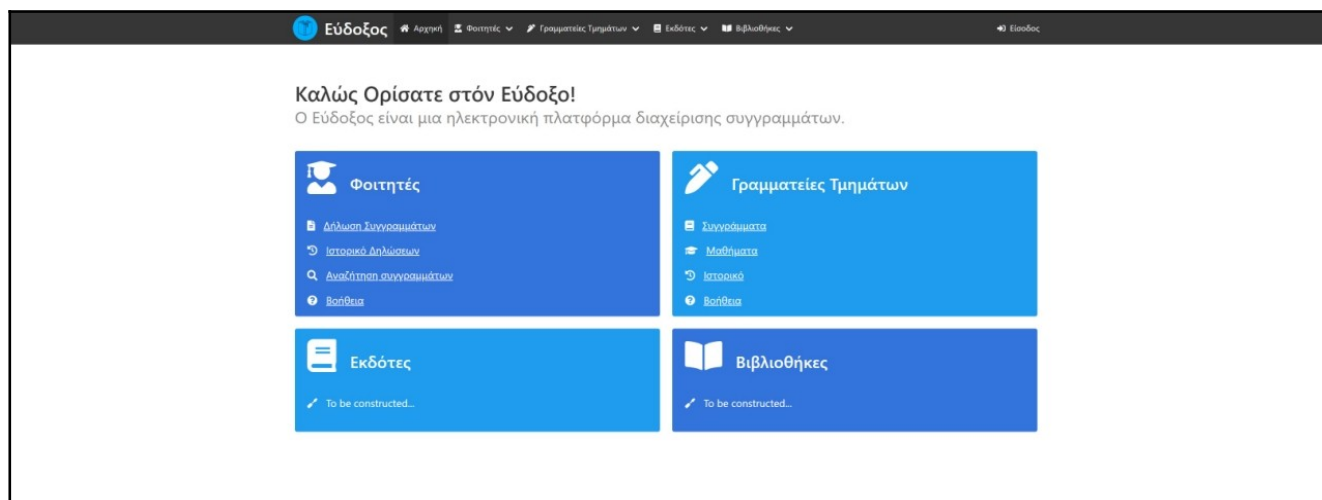 Εύδοξος Αρχηκή Φοιτητές Γραμματείες Τμημάτων Εκδότες Βιβλιοθήκες Είσοδος
Καλώς Ορίσατε στόν Εύδοξο!
Ο Εύδοξος είναι μια ηλεκτρονική πλατφόρμα διαχείρισης συγγραμμάτων.
Φοιτητές
Δήλωση Συγγραμμάτων
Ιστορικό Δηλώσεων
Αναζήτηση συγγραμμάτων
Βοήθεια
Γραμματείες Τμημάτων
Συγγράμματα
Μαθήματα
Ιστορικό
Βοήθεια
Εκδότες
To be constructed...
Βιβλιοθήκες
To be constructed...